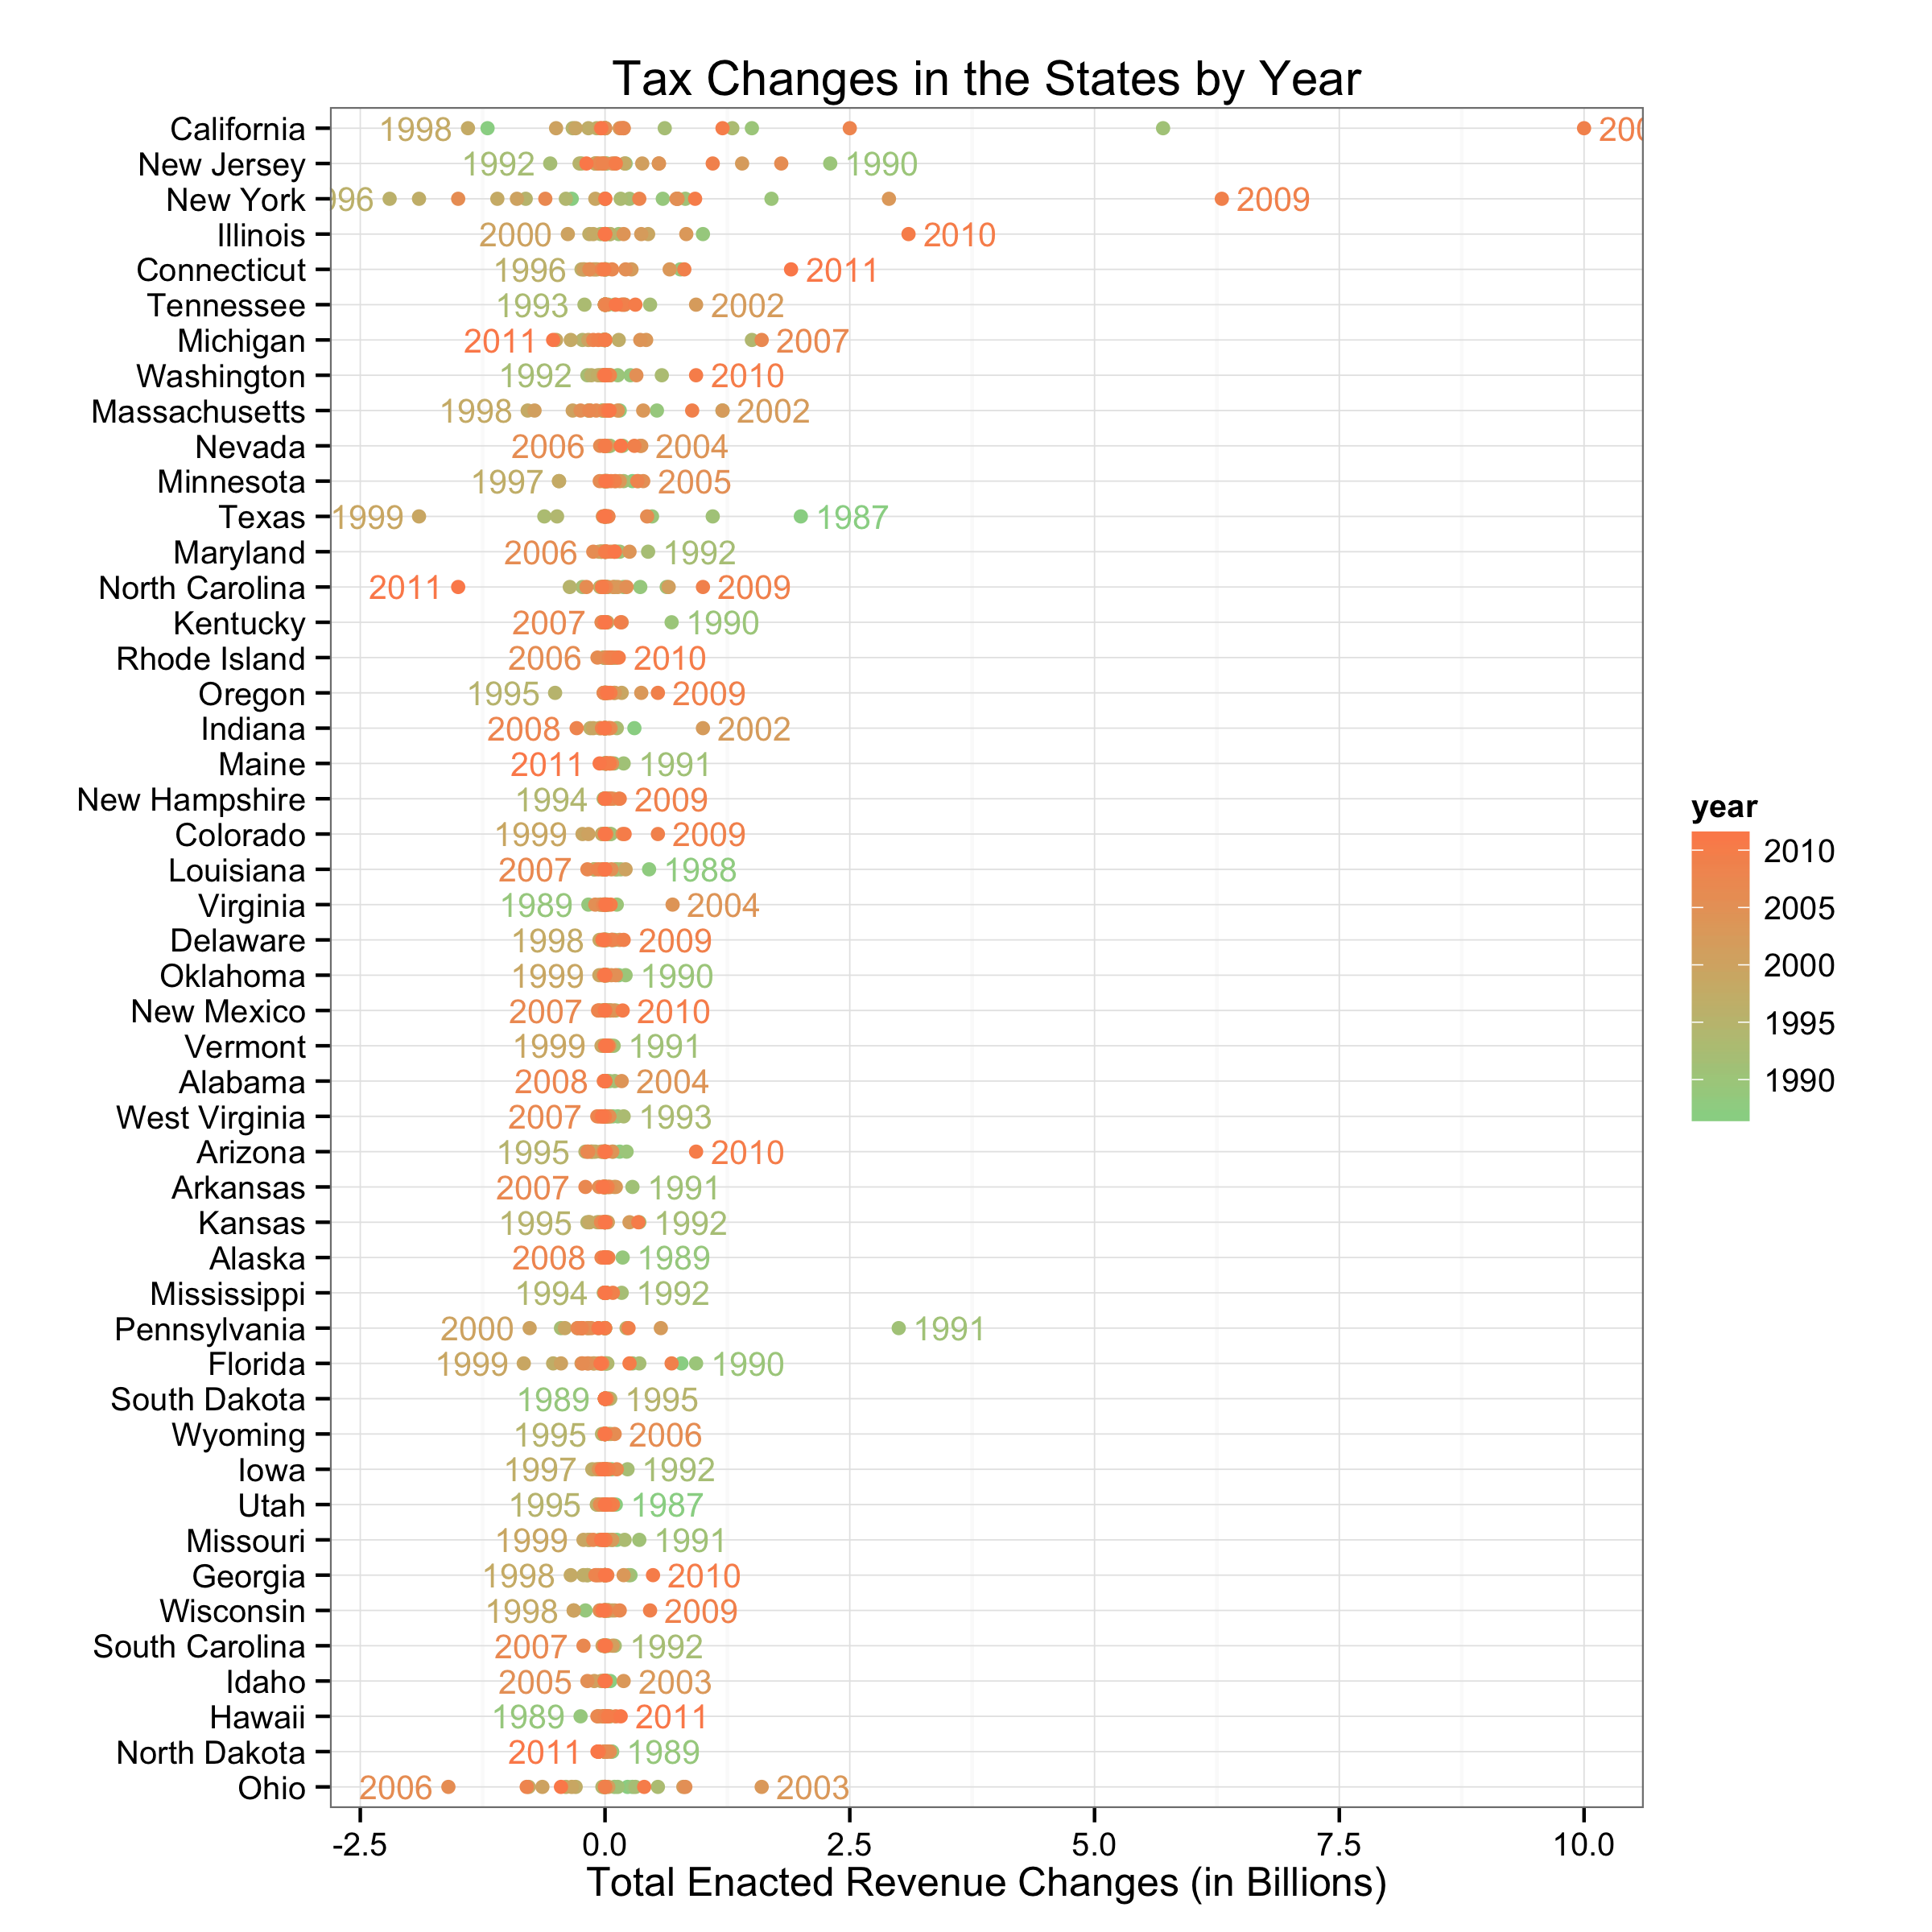 Tax Changes in the States by Year
California 1998 200
New Jersey 1992 1990
New York 96 2009
Illinois 2000 2010
Connecticut 1996 2011
Tennessee 1993 2002
Michigan 2011 2007
Washington 1992 2010
Massachusetts 1998 2002
Nevada 2006 2004
Minnesota 1997 2005
Texas 1999 1987
Maryland 2006 1992
North Carolina 2011 2009
Kentucky 2007 1990
Rhode Island 2006 2010
Oregon 1995 2009
Indiana 2008 2002
Maine 2011 1991
New Hampshire 1994 2009
Colorado 1999 2009
Louisiana 2007 1988
Virginia 1989 2004
Delaware 1998 2009
Oklahoma 1999 1990
New Mexico 2007 2010
Vermont 1999 1991
Alabama 2008 2004
West Virginia 2007 1993
Arizona 1995 2010
Arkansas 2007 1991
Kansas 1995 1992
Alaska 2008 1989
Mississippi 1994 1992
Pennsylvania 2000 1991
Florida 1999 1990
South Dakota 1989 1995
Wyoming 1995 2006
Iowa 1997 1992
Utah 1995 1987
Missouri 1999 1991
Georgia 1998 2010
Wisconsin 1998 2009
South Carolina 2007 1992
Idaho 2005 2003
Hawaii 1989 2011
North Dakota 2011 1989
Ohio 2006 2003
-2.5 0.0 2.5 5.0 7.5 10.0
Total Enacted Revenue Changes (in Billions)
year
2010
2005
2000
1995
1990